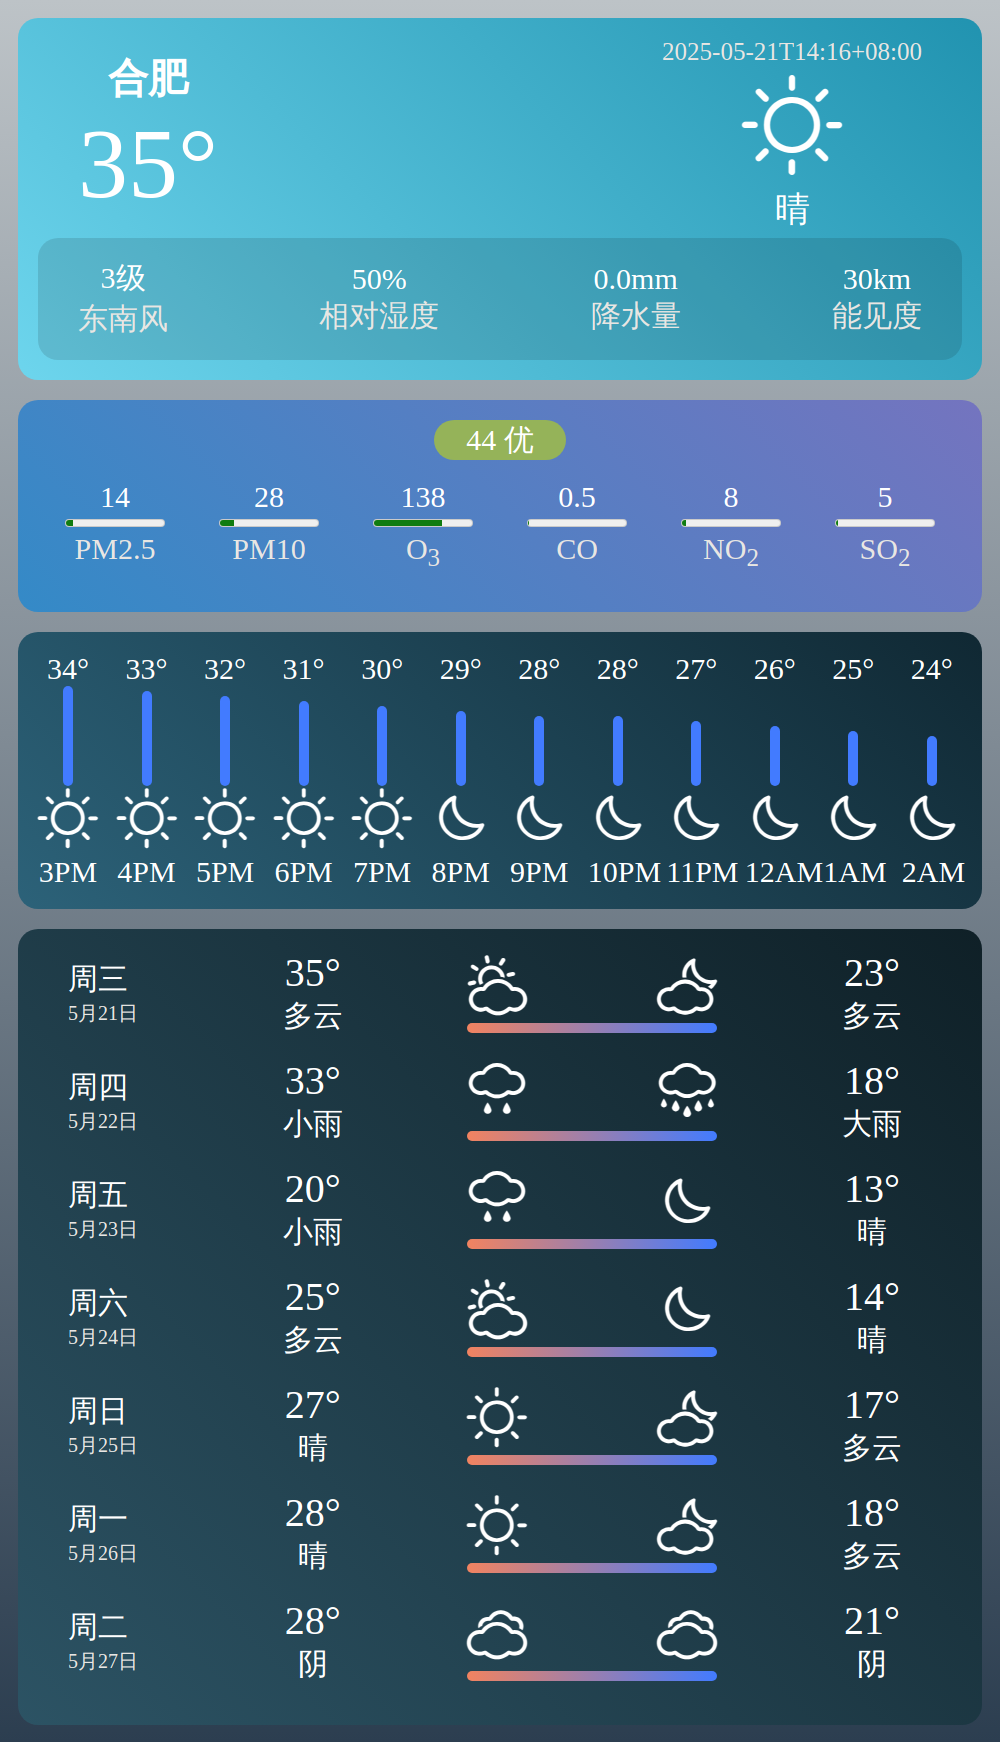 合肥
35°
2025-05-21T14:16+08:00
晴
3级 50% 0.0mm 30km
东南风 相对湿度 降水量 能见度
44 优
14 28 138 0.5 8 5
PM2.5 PM10 O3 CO NO2 SO2
34° 33° 32° 31° 30° 29° 28° 28° 27° 26° 25° 24°
3PM 4PM 5PM 6PM 7PM 8PM 9PM 10PM 11PM 12AM 1AM 2AM
周三 35° 23°
5月21日 多云 多云
周四 33° 18°
5月22日 小雨 大雨
周五 20° 13°
5月23日 小雨 晴
周六 25° 14°
5月24日 多云 晴
周日 27° 17°
5月25日 晴 多云
周一 28° 18°
5月26日 晴 多云
周二 28° 21°
5月27日 阴 阴